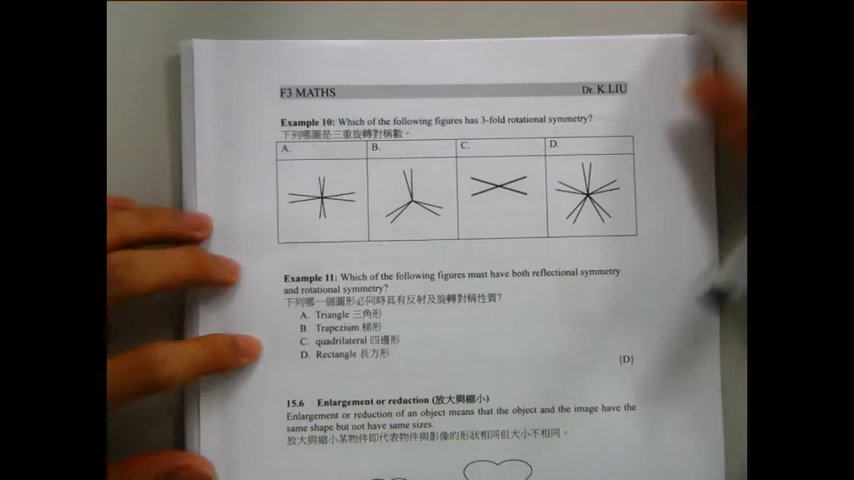 F3 MATHS Dr. K.LIU
Example 10: Which of the following figures has 3-fold rotational symmetry?
下列哪圖是三重旋轉對稱數。
A. B. C. D.
Example 11: Which of the following figures must have both reflectional symmetry
and rotational symmetry?
下列哪一個圖形必同時具有反射及旋轉對稱性質?
A. Triangle 三角形
B. Trapezium 梯形
C. quadrilateral 四邊形
D. Rectangle 長方形
{D}
15.6 Enlargement or reduction (放大與縮小)
Enlargement or reduction of an object means that the object and the image have the
same shape but not have same sizes.
放大與縮小某物件即代表物件與影像的形狀相同但大小不相同。